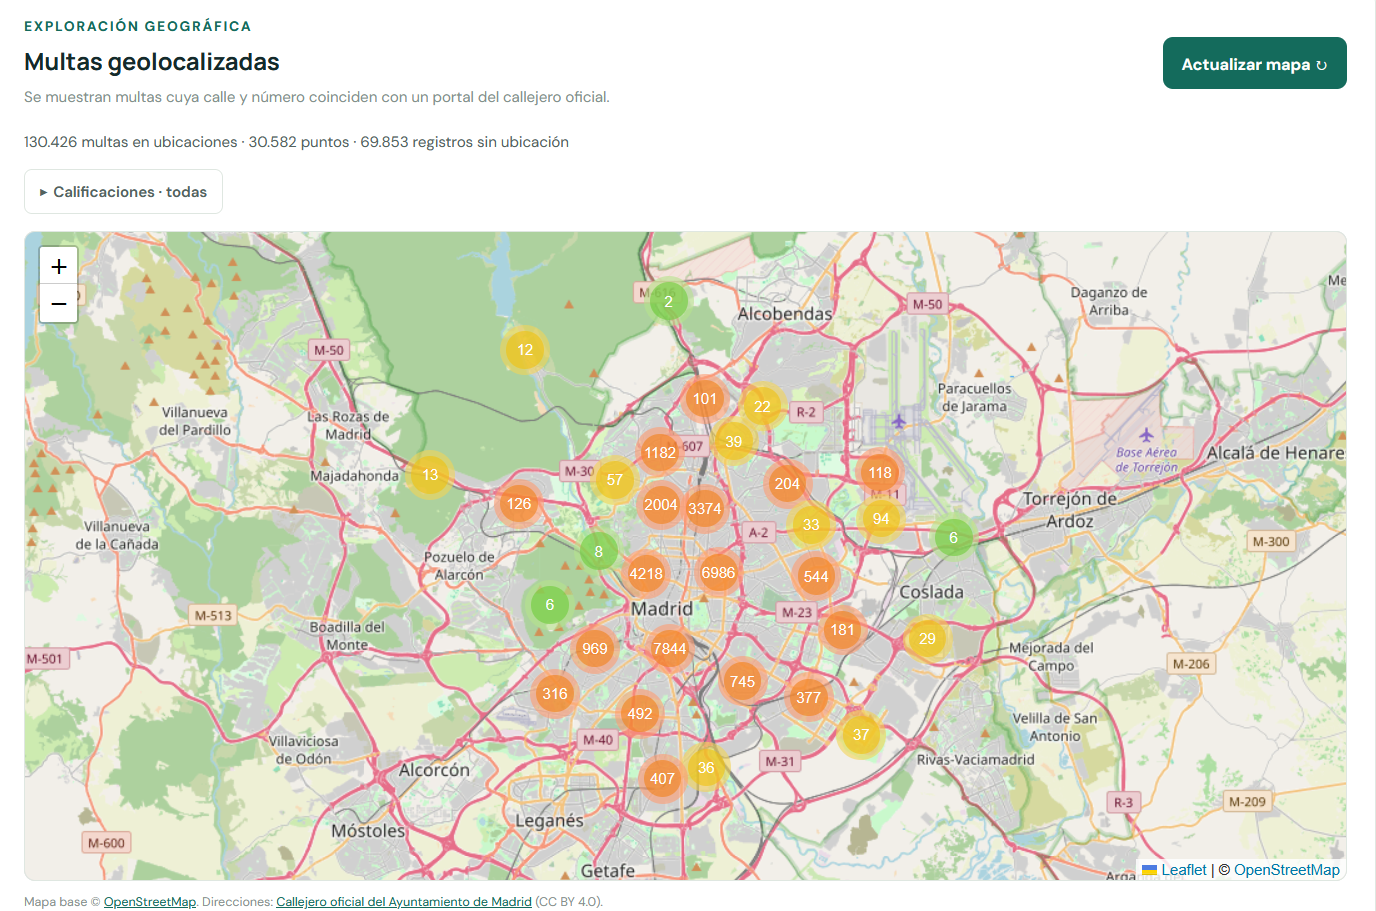 EXPLORACIÓN GEOGRÁFICA
Multas geolocalizadas
Actualizar mapa ↻
Se muestran multas cuya calle y número coinciden con un portal del callejero oficial.
130.426 multas en ubicaciones · 30.582 puntos · 69.853 registros sin ubicación
▸ Calificaciones · todas
+
−
2
M-50
Daganzo de
Arriba
Alcobendas
M-50
12
Paracuellos
de Jarama
101
22
R-2
Villanueva
del Pardillo
Las Rozas de
Madrid
39
1182
607
Base Aérea
de Torrejón
Alcalá de Henare
Majadahonda
13
M-30
57
204
118
M-11
126
2004
3374
94
Torrejón de
Ardoz
Villanueva
de la Cañada
33
A-2
6
M-300
8
Pozuelo de
Alarcón
4218
6986
544
Coslada
6
Madrid
M-23
M-513
Boadilla del
Monte
181
29
969
7844
Mejorada del
Campo
M-501
M-206
745
316
377
492
Velilla de San
Antonio
37
Villaviciosa
de Odón
M-40
M-31
Rivas-Vaciamadrid
Alcorcón
407
36
R-3
M-209
Leganés
Móstoles
M-600
Getafe
Leaflet | © OpenStreetMap
Mapa base © OpenStreetMap. Direcciones: Callejero oficial del Ayuntamiento de Madrid (CC BY 4.0).